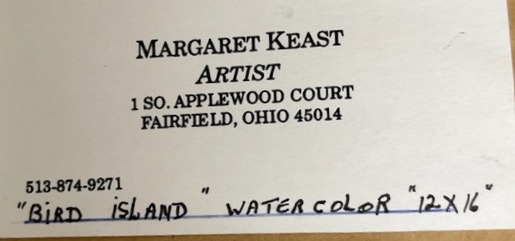 MARGARET KEAST
ARTIST
1 SO. APPLEWOOD COURT
FAIRFIELD, OHIO 45014
513-874-9271
"BIRD ISLAND" WATERCOLOR "12X16"